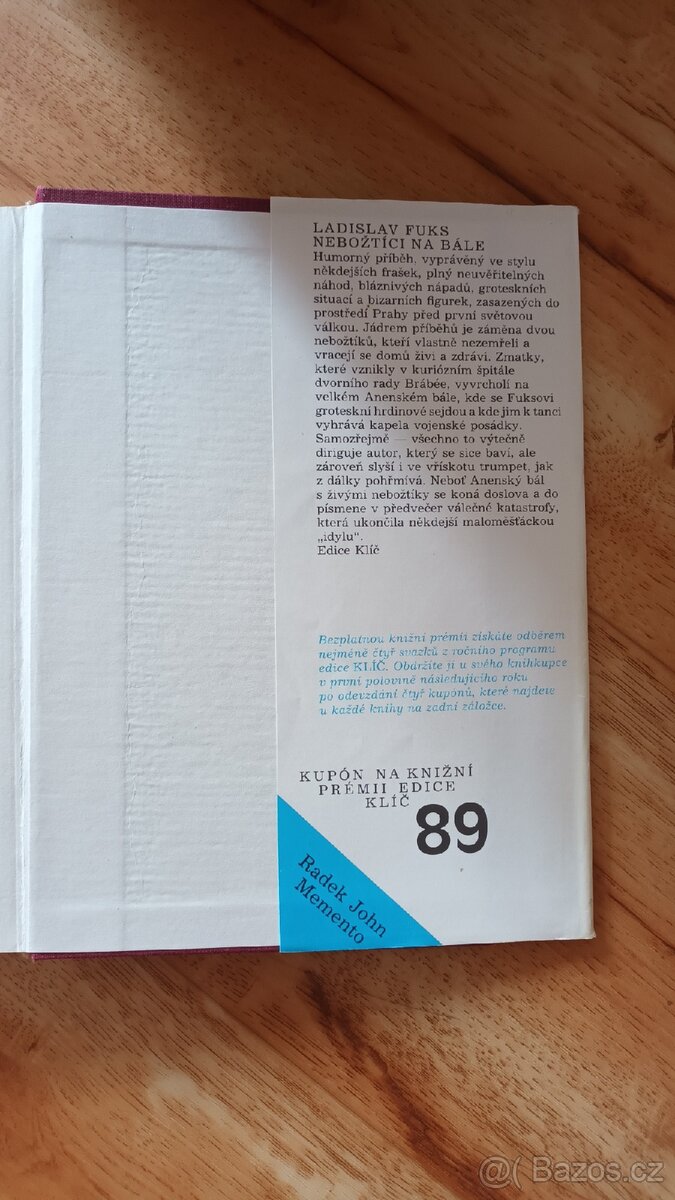 LADISLAV FUKS
NEBOŽTÍCI NA BÁLE
Humorný příběh, vyprávěný ve stylu
někdejších frašek, plný neuvěřitelných
náhod, bláznivých nápadů, groteskních
situací a bizarních figurek, zasazených do
prostředí Prahy před první světovou
válkou. Jádrem příběhů je záměna dvou
nebožtíků, kteří vlastně nezemřeli a
vracejí se domů živi a zdrávi. Zmatky,
které vznikly v kuriózním špitále
dvorního rady Brábée, vyvrcholí na
velkém Anenském bále, kde se Fuksovi
groteskní hrdinové sejdou a kde jim k tanci
vyhrává kapela vojenské posádky.
Samozřejmě — všechno to výtečně
diriguje autor, který se sice baví, ale
zároveň slyší i ve vřískotu trumpet, jak
z dálky pohřmívá. Neboť Anenský bál
s živými nebožtíky se koná doslova a do
písmene v předvečer válečné katastrofy,
která ukončila někdejší maloměšťáckou
„idylu“.
Edice Klíč
Bezplatnou knižní prémii získáte odběrem
nejméně čtyř svazků z ročního programu
edice KLÍČ. Obdržíte ji u svého knihkupce
v první polovině následujícího roku
po odevzdání čtyř kupónů, které najdete
u každé knihy na zadní záložce.
KUPÓN NA KNIŽNÍ
PRÉMII EDICE
KLÍČ
89
Radek John
Memento
@( Bazos.cz